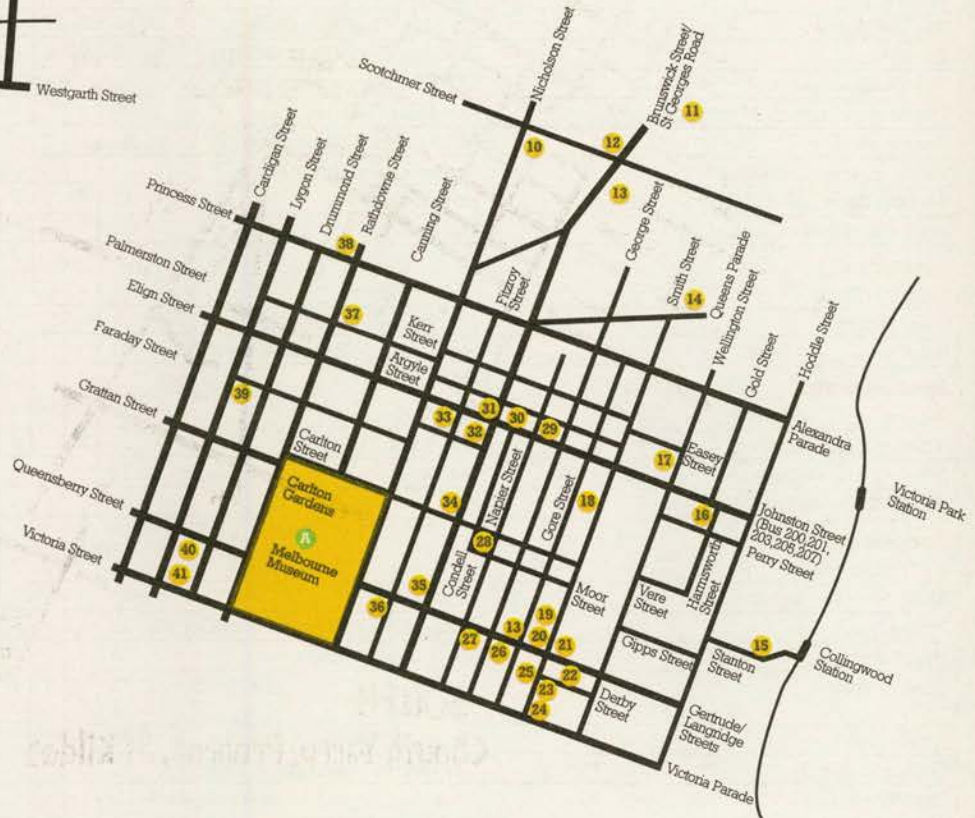 Westgarth Street
Scotchmer Street
Nicholson Street
Brunswick Street/
St Georges Road
11
10
12
13
Cardigan Street
Lygon Street
Drummond Street
Rathdowne Street
Canning Street
George Street
Princess Street
38
Fitzroy
Street
Smith Street
14
Queens Parade
Wellington Street
Gold Street
Hoddle Street
Palmerston Street
Elign Street
37
Kerr
Street
Argyle
Street
Faraday Street
39
33
32
31
30
29
Alexandra
Parade
Grattan Street
Carlton
Street
17
Easey
Street
Victoria Park
Station
34
Napier Street
Gore Street
18
16
Johnston Street
(Bus 200,201,
203,205,207)
Perry Street
Queensberry Street
Carlton
Gardens
A
Melbourne
Museum
28
Condell
Street
Harmsworth
Street
Victoria Street
40
41
35
36
Moor
Street
Vere
Street
27
13
26
19
20
21
Gipps Street
Stanton
Street
15
Collingwood
Station
25
22
23
24
Derby
Street
Gertrude/
Langridge
Streets
Victoria Parade